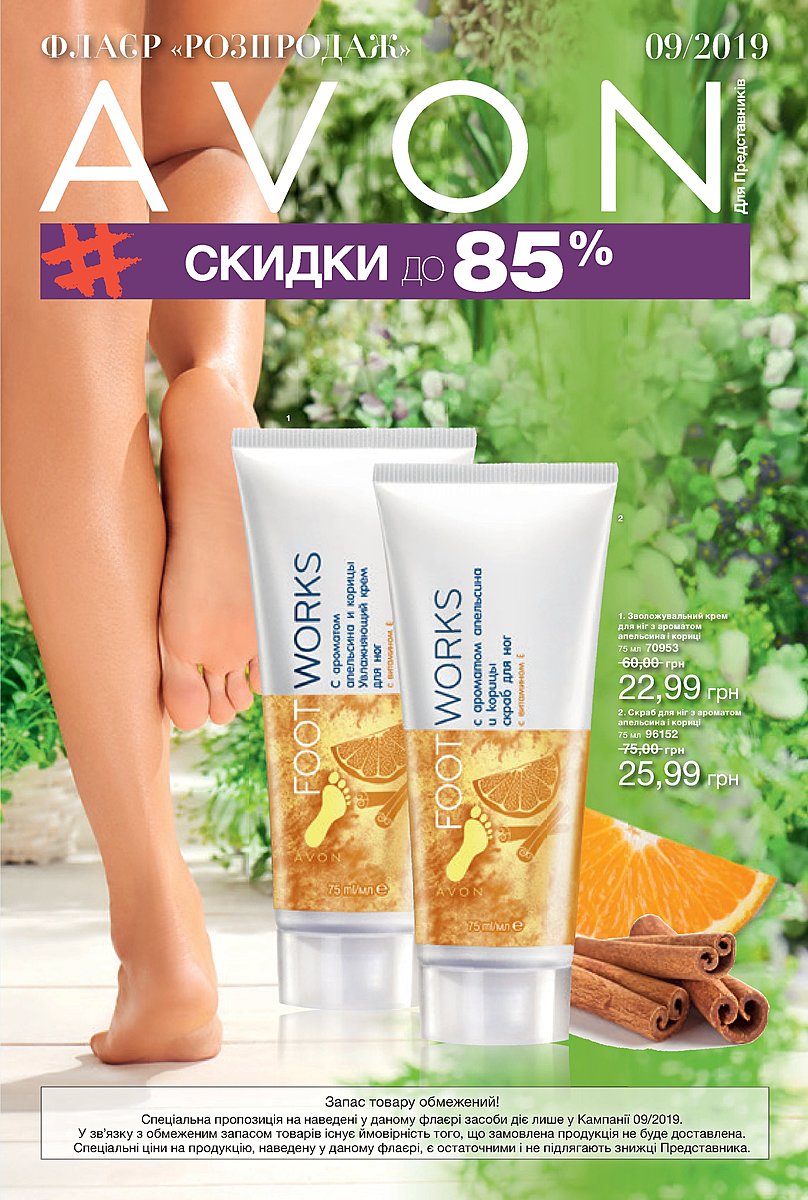 ФЛАЄР «РОЗПРОДАЖ»
09/2019
AVON
Для Представників
# СКИДКИ ДО 85%
1
FOOT WORKS
С ароматом
апельсина и корицы
Увлажняющий крем
для ног
с витамином Е
AVON
75 ml/мл e
2
FOOT WORKS
с ароматом апельсина
и корицы
скраб для ног
с витамином Е
AVON
75 ml/мл e
1. Зволожувальний крем
для ніг з ароматом
апельсина і кориці
75 мл 70953
60,00 грн
22,99 грн
2. Скраб для ніг з ароматом
апельсина і кориці
75 мл 96152
75,00 грн
25,99 грн
Запас товару обмежений!
Спеціальна пропозиція на наведені у даному флаєрі засоби діє лише у Кампанії 09/2019.
У зв'язку з обмеженим запасом товарів існує ймовірність того, що замовлена продукція не буде доставлена.
Спеціальні ціни на продукцію, наведену у даному флаєрі, є остаточними і не підлягають знижці Представника.